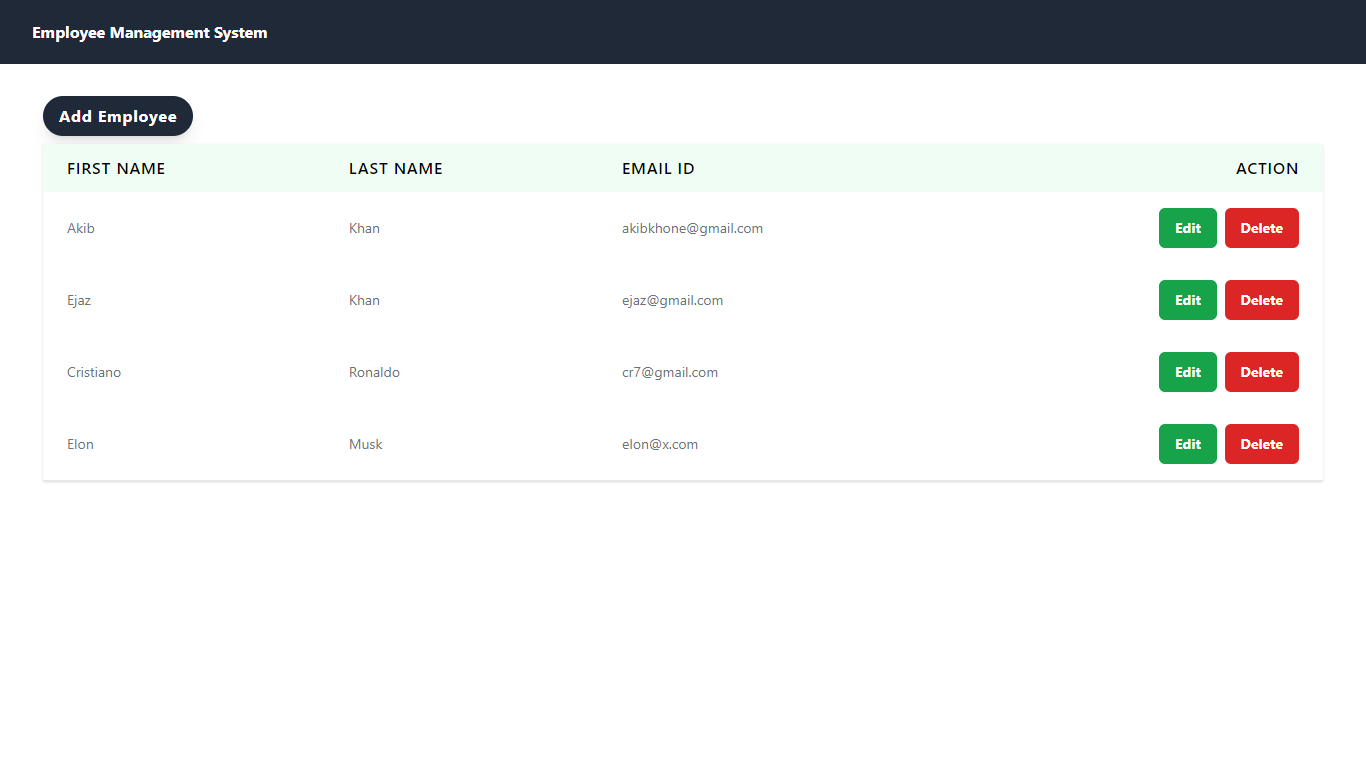 Employee Management System
Add Employee
FIRST NAME LAST NAME EMAIL ID ACTION
Akib Khan akibkhone@gmail.com Edit Delete
Ejaz Khan ejaz@gmail.com Edit Delete
Cristiano Ronaldo cr7@gmail.com Edit Delete
Elon Musk elon@x.com Edit Delete